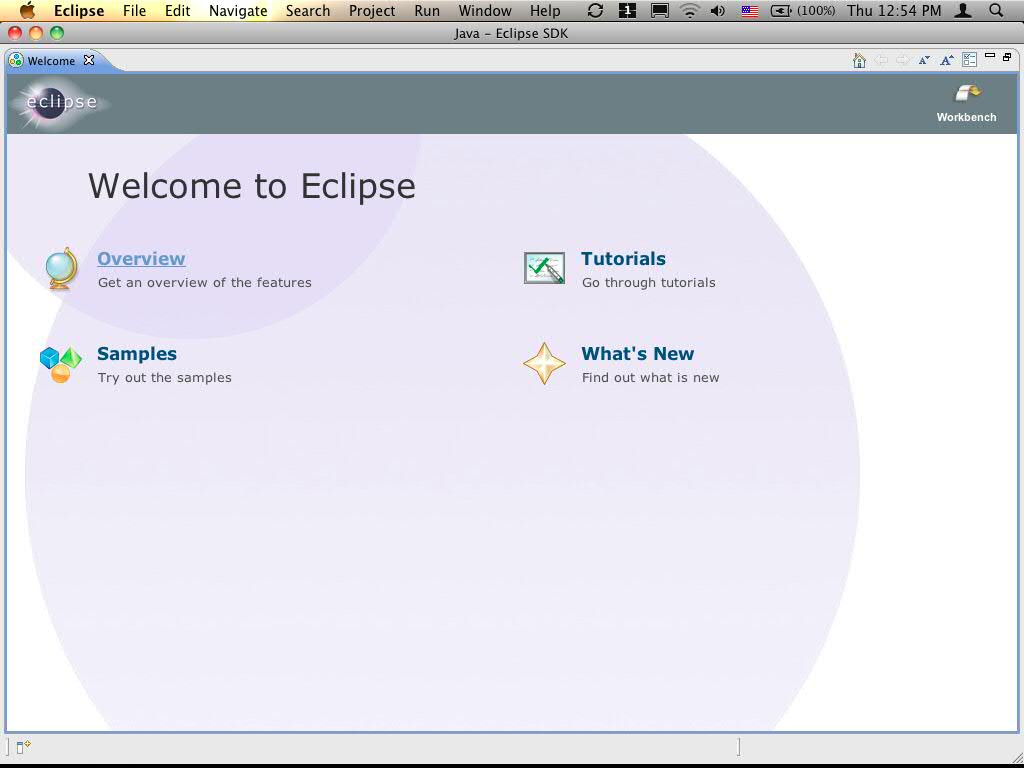 Eclipse File Edit Navigate Search Project Run Window Help 1 (100%) Thu 12:54 PM
Java – Eclipse SDK
Welcome
A A
eclipse
Workbench
Welcome to Eclipse
Overview
Get an overview of the features
Tutorials
Go through tutorials
Samples
Try out the samples
What's New
Find out what is new